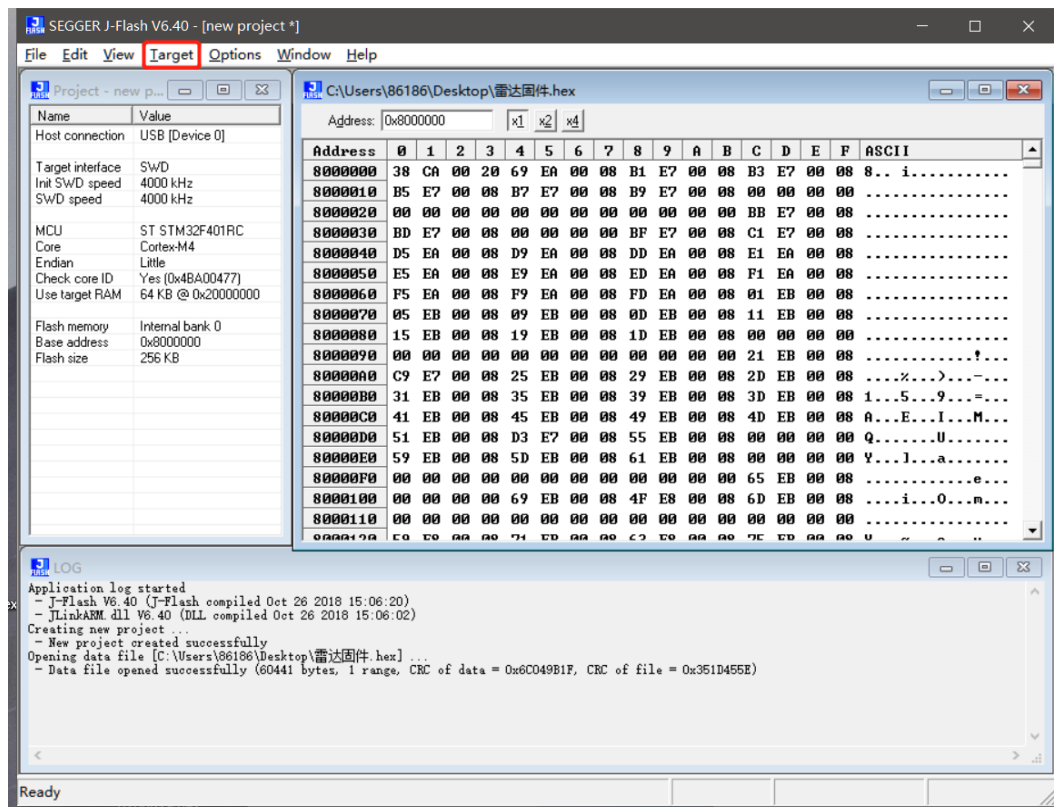 SEGGER J-Flash V6.40 - [new project *]
File Edit View Target Options Window Help
Project - new p...
Name Value
Host connection USB [Device 0]
Target interface SWD
Init SWD speed 4000 kHz
SWD speed 4000 kHz
MCU ST STM32F401RC
Core Cortex-M4
Endian Little
Check core ID Yes (0x4BA00477)
Use target RAM 64 KB @ 0x20000000
Flash memory Internal bank 0
Base address 0x8000000
Flash size 256 KB
C:\Users\86186\Desktop\雷达固件.hex
Address: 0x8000000 x1 x2 x4
Address 0 1 2 3 4 5 6 7 8 9 A B C D E F ASCII
8000000 38 CA 00 20 69 EA 00 08 B1 E7 00 08 B3 E7 00 08 8.. i...........
8000010 B5 E7 00 08 B7 E7 00 08 B9 E7 00 08 00 00 00 00 ................
8000020 00 00 00 00 00 00 00 00 00 00 00 00 BB E7 00 08 ................
8000030 BD E7 00 08 00 00 00 00 BF E7 00 08 C1 E7 00 08 ................
8000040 D5 EA 00 08 D9 EA 00 08 DD EA 00 08 E1 EA 00 08 ................
8000050 E5 EA 00 08 E9 EA 00 08 ED EA 00 08 F1 EA 00 08 ................
8000060 F5 EA 00 08 F9 EA 00 08 FD EA 00 08 01 EB 00 08 ................
8000070 05 EB 00 08 09 EB 00 08 0D EB 00 08 11 EB 00 08 ................
8000080 15 EB 00 08 19 EB 00 08 1D EB 00 08 00 00 00 00 ................
8000090 00 00 00 00 00 00 00 00 00 00 00 00 21 EB 00 08 ............!...
80000A0 C9 E7 00 08 25 EB 00 08 29 EB 00 08 2D EB 00 08 ....%...)...-...
80000B0 31 EB 00 08 35 EB 00 08 39 EB 00 08 3D EB 00 08 1...5...9...=...
80000C0 41 EB 00 08 45 EB 00 08 49 EB 00 08 4D EB 00 08 A...E...I...M...
80000D0 51 EB 00 08 D3 E7 00 08 55 EB 00 08 00 00 00 00 Q.......U.......
80000E0 59 EB 00 08 5D EB 00 08 61 EB 00 08 00 00 00 00 Y...]...a.......
80000F0 00 00 00 00 00 00 00 00 00 00 00 00 65 EB 00 08 ............e...
8000100 00 00 00 00 69 EB 00 08 4F E8 00 08 6D EB 00 08 ....i...O...m...
8000110 00 00 00 00 00 00 00 00 00 00 00 00 00 00 00 00 ................
LOG
Application log started
- J-Flash V6.40 (J-Flash compiled Oct 26 2018 15:06:20)
- JLinkARM.dll V6.40 (DLL compiled Oct 26 2018 15:06:02)
Creating new project ...
- New project created successfully
Opening data file [C:\Users\86186\Desktop\雷达固件.hex] ...
- Data file opened successfully (60441 bytes, 1 range, CRC of data = 0x6C049B1F, CRC of file = 0x351D455E)
Ready